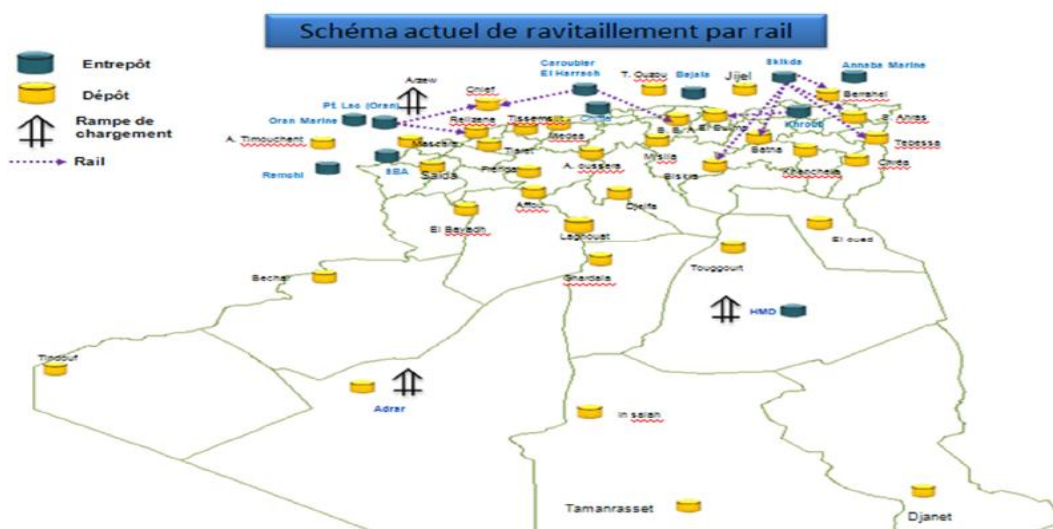 Schéma actuel de ravitaillement par rail
Entrepôt
Dépôt
Rampe de
chargement
Rail
Caroubier
El Harrach
Skikda
Annaba Marine
Arzew
Chlef
T. Ouzou
Bejaia
Jijel
Berrahel
Pt. Lac (Oran)
Oran Marine
Relizane
Tissemsilt
Medea
B. B. A
El Eulma
Khroub
S. Ahras
A. Timouchent
Mascara
Tiaret
M'sila
Batna
Tebessa
Remchi
SBA
Saida
Frenda
A. oussera
Biskra
Khenchela
Chréa
Aflou
Djelfa
El Bayadh
Laghouat
El oued
Bechar
Ghardaia
Touggourt
HMD
Tindouf
Adrar
In salah
Tamanrasset
Djanet